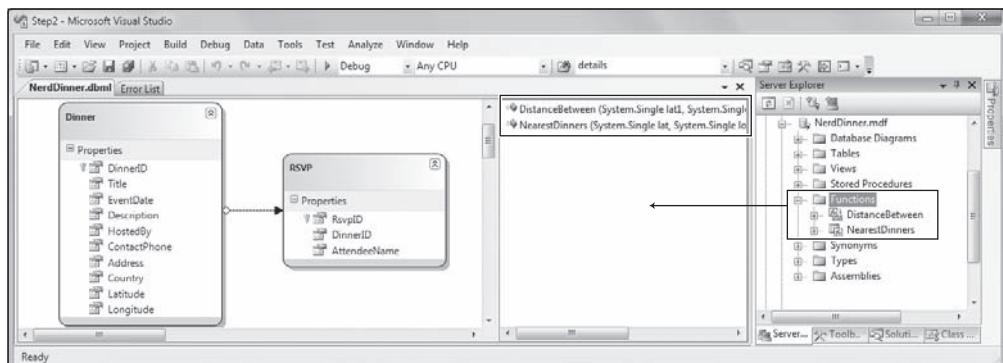 Step2 - Microsoft Visual Studio
File Edit View Project Build Debug Data Tools Test Analyze Window Help
Debug Any CPU details
NerdDinner.dbml Error List
Dinner
Properties
DinnerID
Title
EventDate
Description
HostedBy
ContactPhone
Address
Country
Latitude
Longitude
RSVP
Properties
RsvpID
DinnerID
AttendeeName
DistanceBetween (System.Single lat1, System.Singl
NearestDinners (System.Single lat, System.Single lo
Server Explorer
NerdDinner.mdf
Database Diagrams
Tables
Views
Stored Procedures
Functions
DistanceBetween
NearestDinners
Synonyms
Types
Assemblies
Server... Toolb... Soluti... Class ...
Properties
Ready